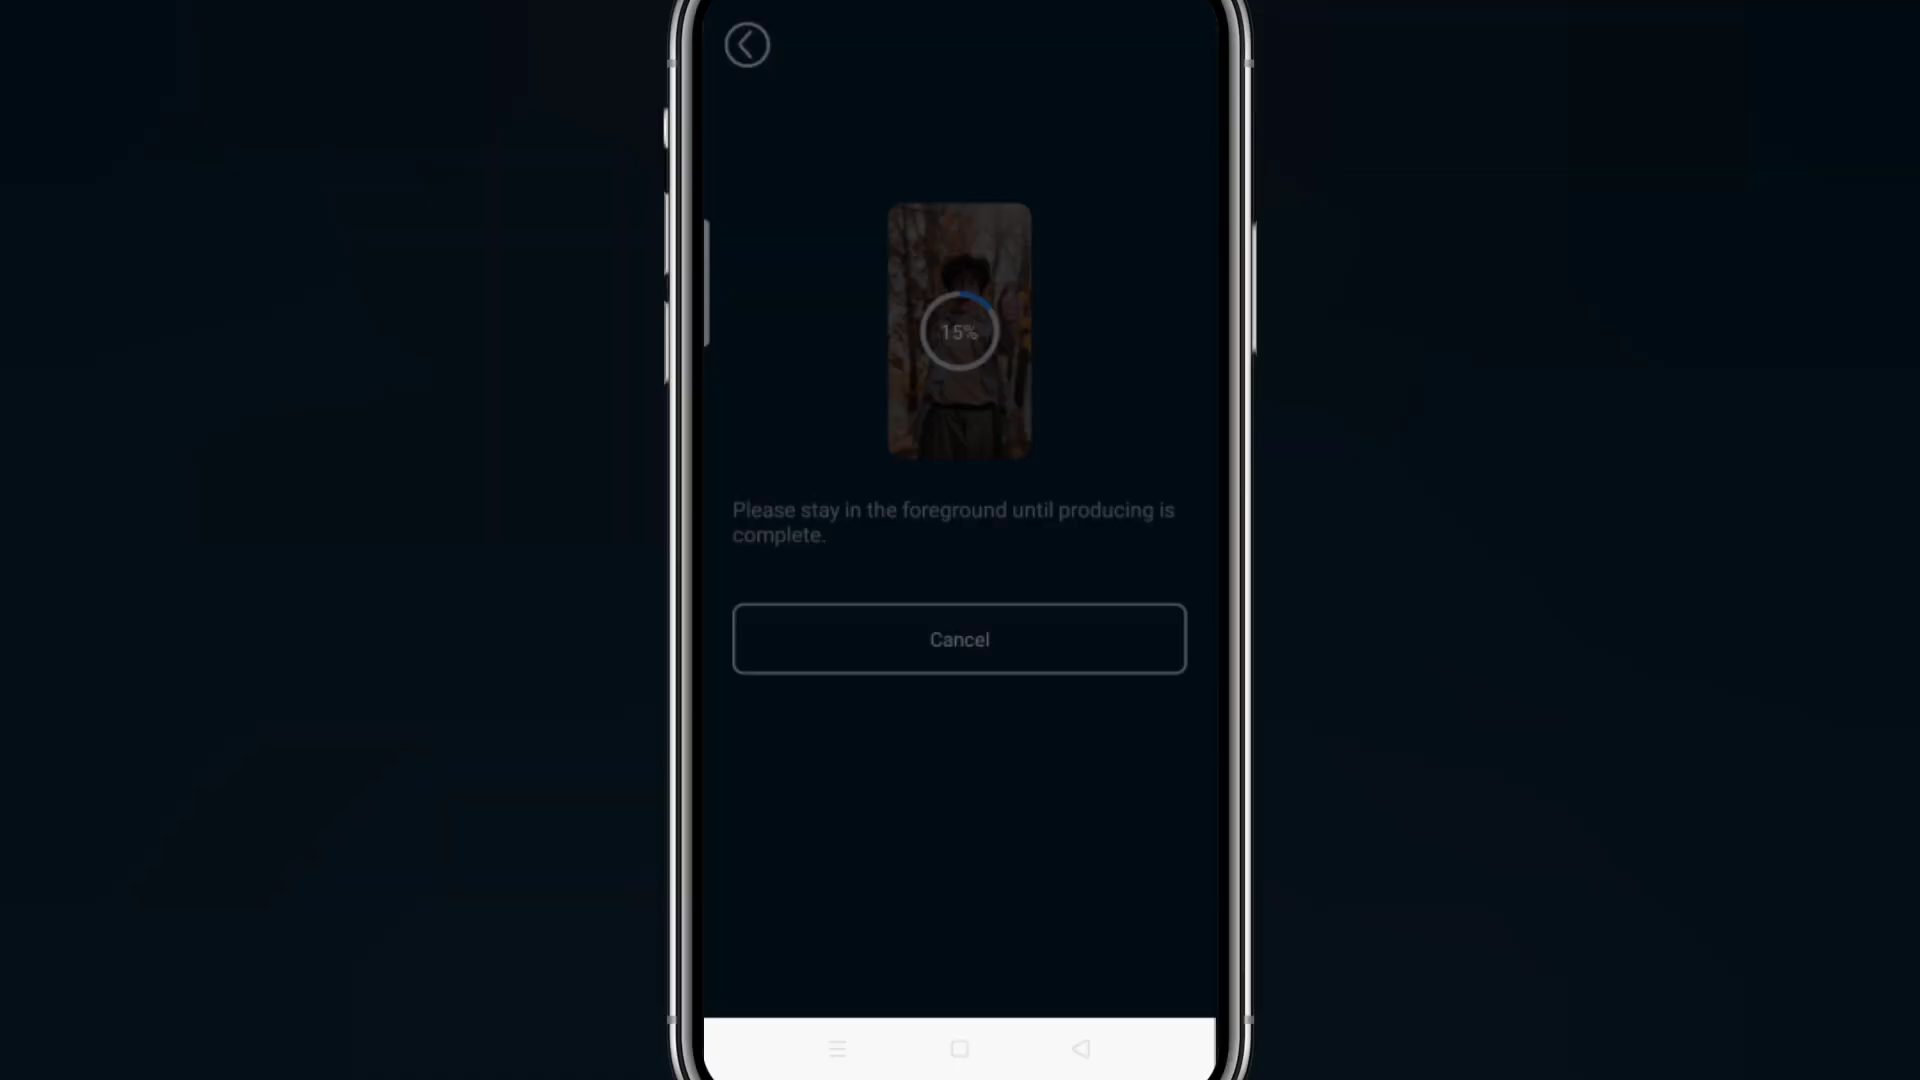 15%
Please stay in the foreground until producing is
complete.
Cancel